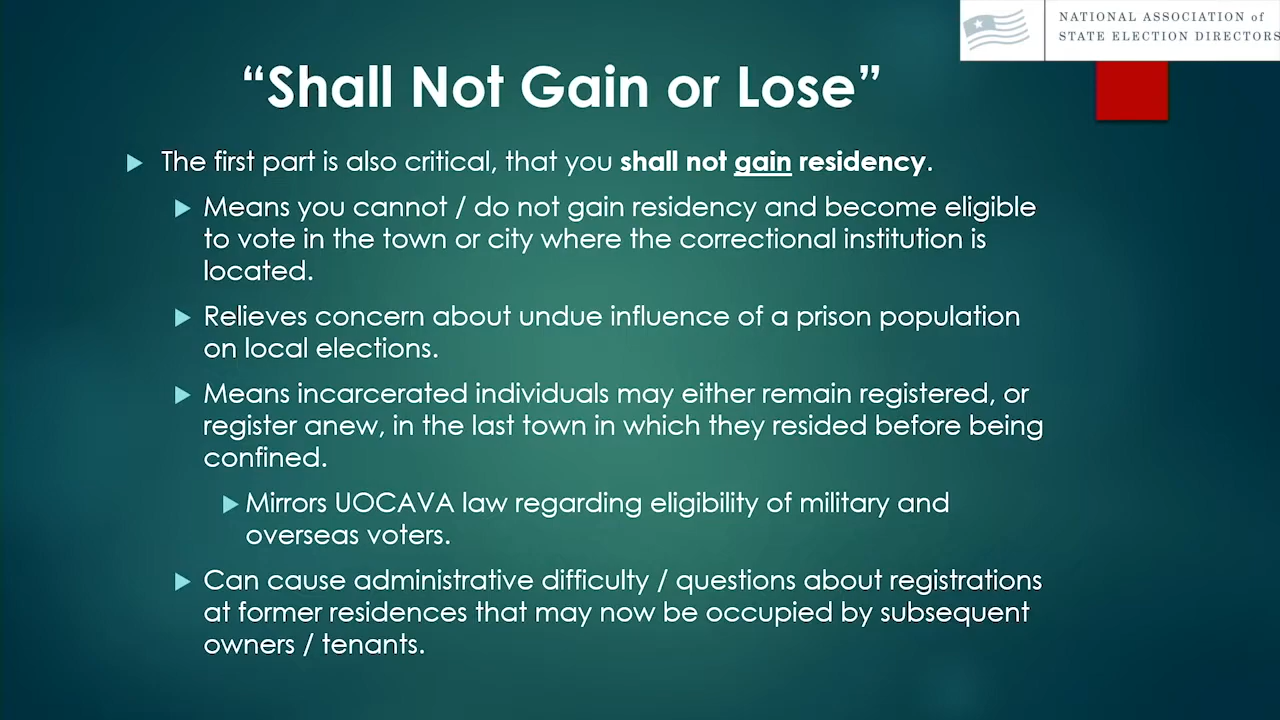 NATIONAL ASSOCIATION of
STATE ELECTION DIRECTORS
“Shall Not Gain or Lose”
The first part is also critical, that you shall not gain residency.
Means you cannot / do not gain residency and become eligible
to vote in the town or city where the correctional institution is
located.
Relieves concern about undue influence of a prison population
on local elections.
Means incarcerated individuals may either remain registered, or
register anew, in the last town in which they resided before being
confined.
Mirrors UOCAVA law regarding eligibility of military and
overseas voters.
Can cause administrative difficulty / questions about registrations
at former residences that may now be occupied by subsequent
owners / tenants.